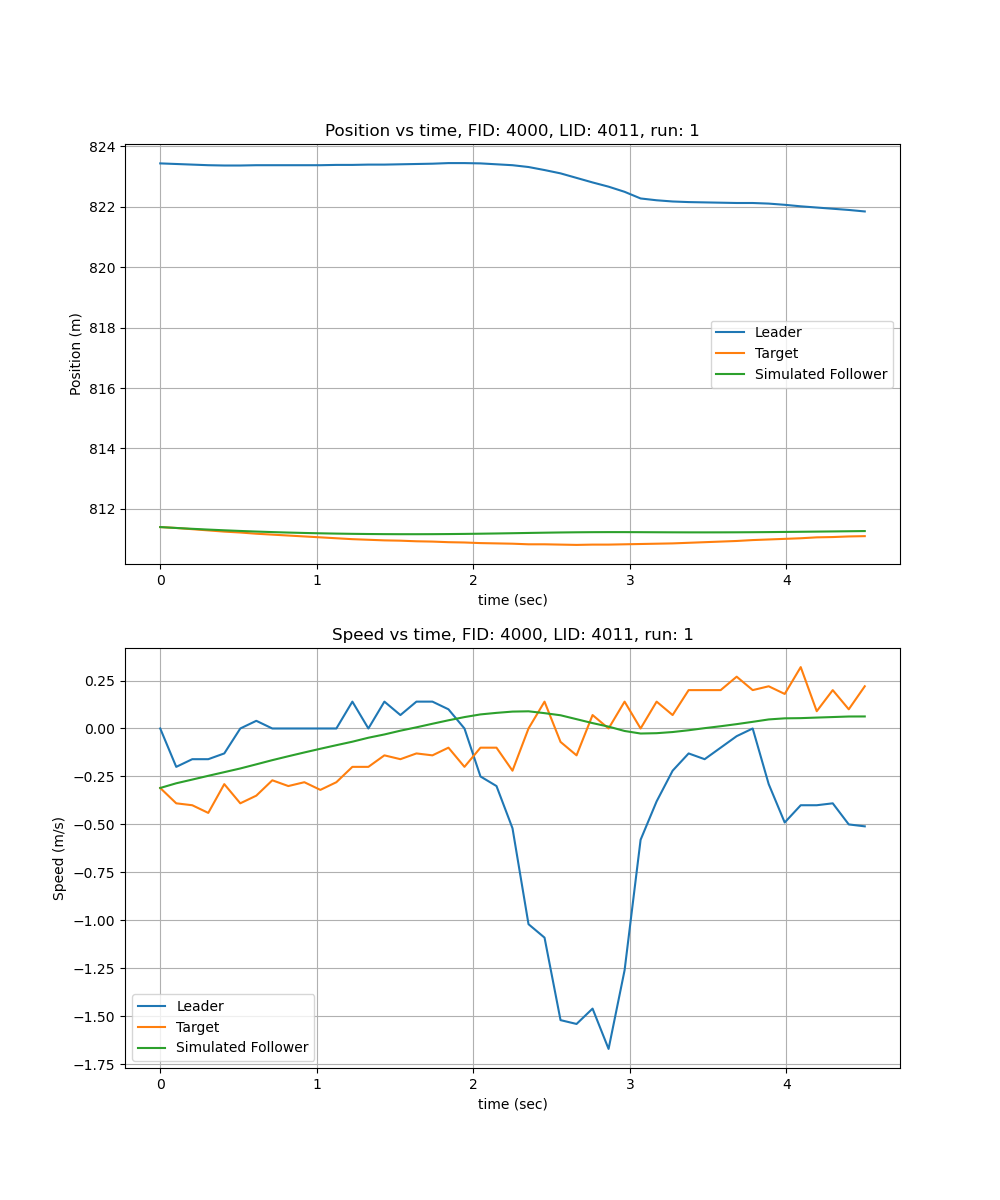 Position vs time, FID: 4000, LID: 4011, run: 1
824
822
820
818
816
814
812
Position (m)
Leader
Target
Simulated Follower
0 1 2 3 4
time (sec)
Speed vs time, FID: 4000, LID: 4011, run: 1
0.25
0.00
−0.25
−0.50
−0.75
−1.00
−1.25
−1.50
−1.75
Speed (m/s)
Leader
Target
Simulated Follower
0 1 2 3 4
time (sec)